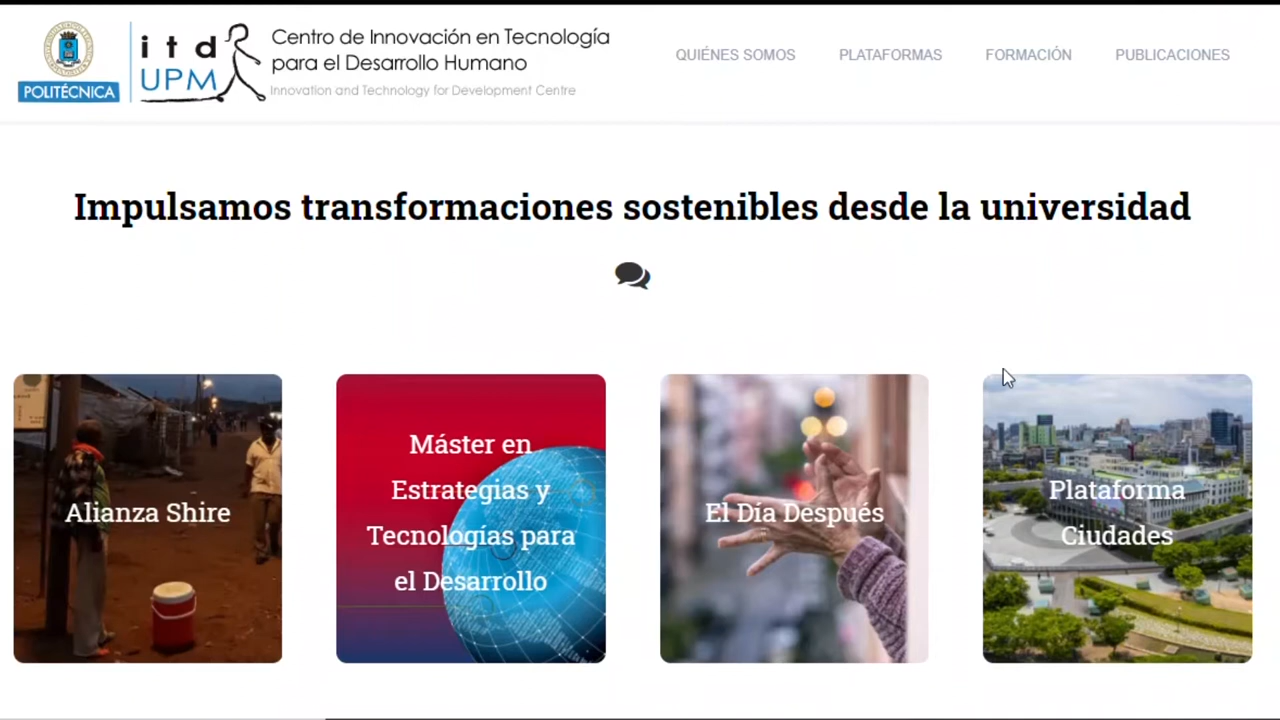 POLITÉCNICA
itd
UPM
Centro de Innovación en Tecnología
para el Desarrollo Humano
Innovation and Technology for Development Centre
QUIÉNES SOMOS
PLATAFORMAS
FORMACIÓN
PUBLICACIONES
Impulsamos transformaciones sostenibles desde la universidad
Alianza Shire
Máster en
Estrategias y
Tecnologías para
el Desarrollo
El Día Después
Plataforma
Ciudades